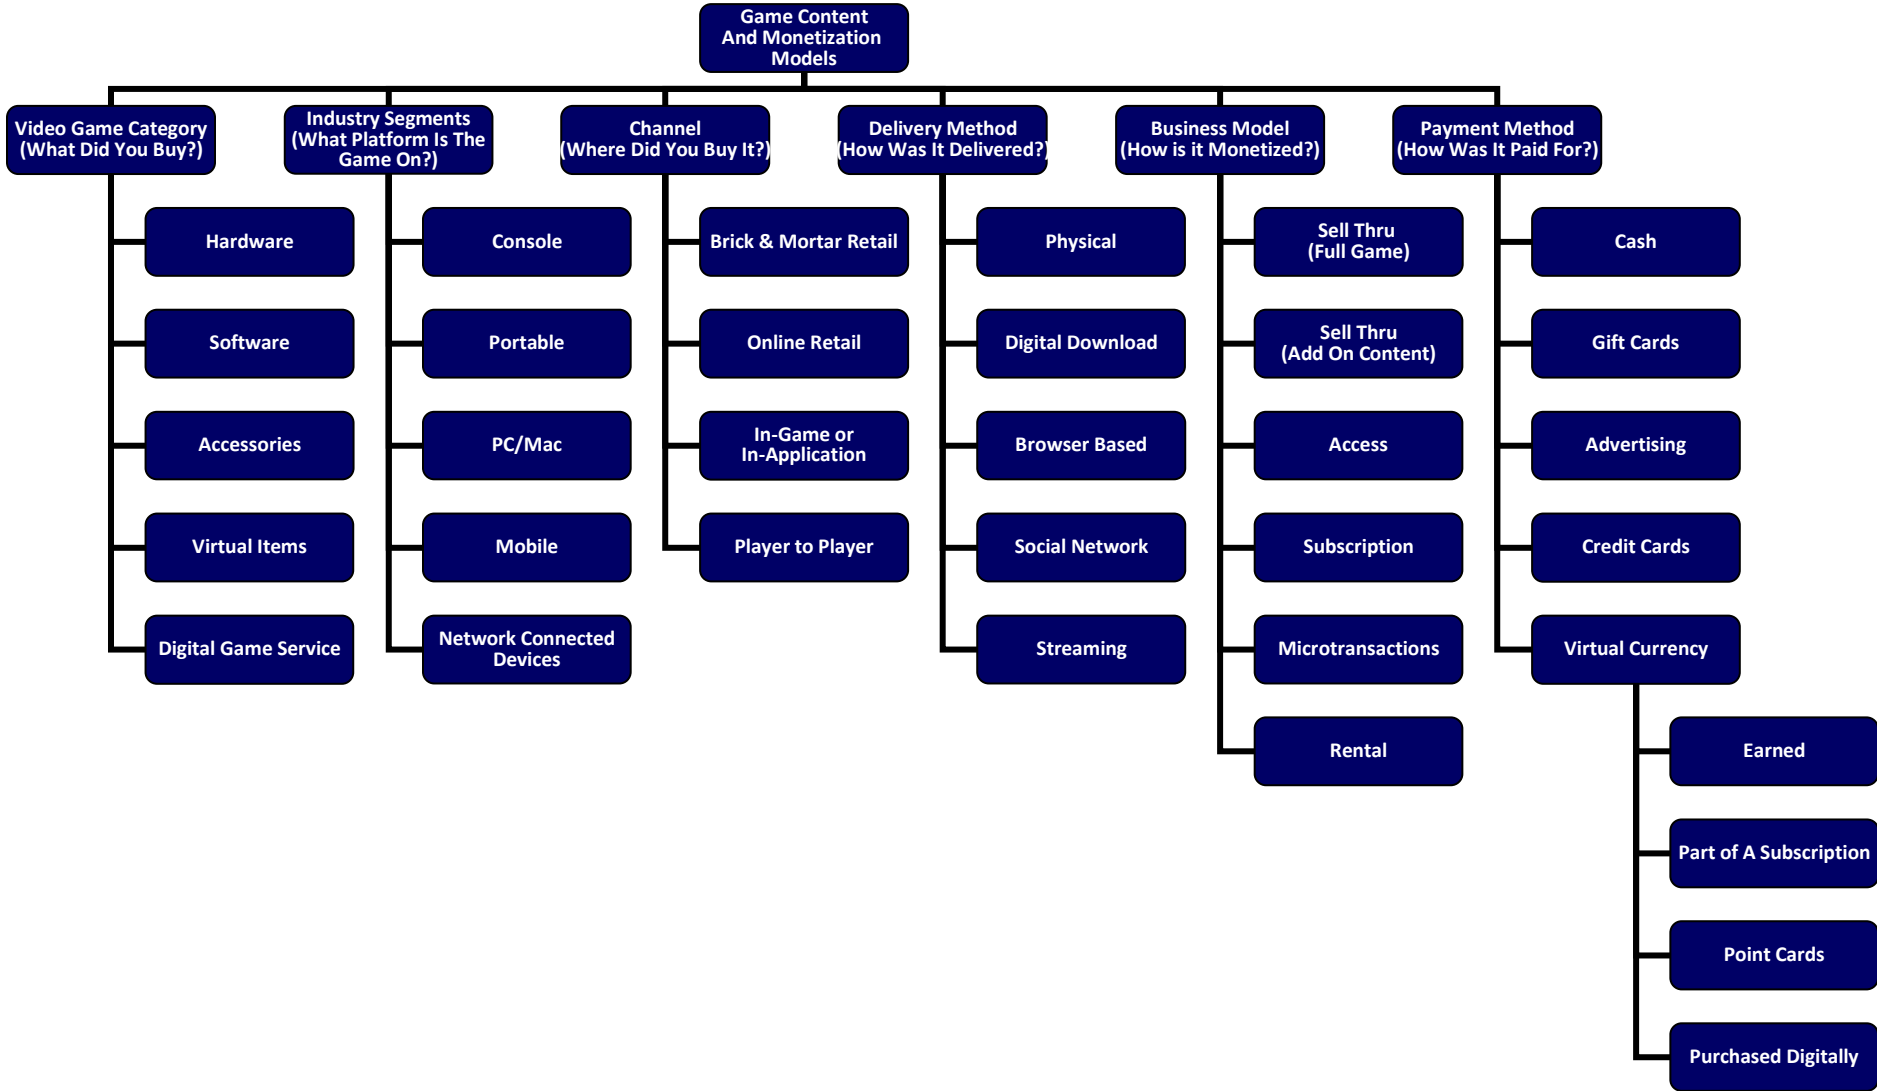 Game Content
And Monetization
Models
Video Game Category
(What Did You Buy?)
Hardware
Software
Accessories
Virtual Items
Digital Game Service
Industry Segments
(What Platform Is The
Game On?)
Console
Portable
PC/Mac
Mobile
Network Connected
Devices
Channel
(Where Did You Buy It?)
Brick & Mortar Retail
Online Retail
In-Game or
In-Application
Player to Player
Delivery Method
(How Was It Delivered?)
Physical
Digital Download
Browser Based
Social Network
Streaming
Business Model
(How is it Monetized?)
Sell Thru
(Full Game)
Sell Thru
(Add On Content)
Access
Subscription
Microtransactions
Rental
Payment Method
(How Was It Paid For?)
Cash
Gift Cards
Advertising
Credit Cards
Virtual Currency
Earned
Part of A Subscription
Point Cards
Purchased Digitally